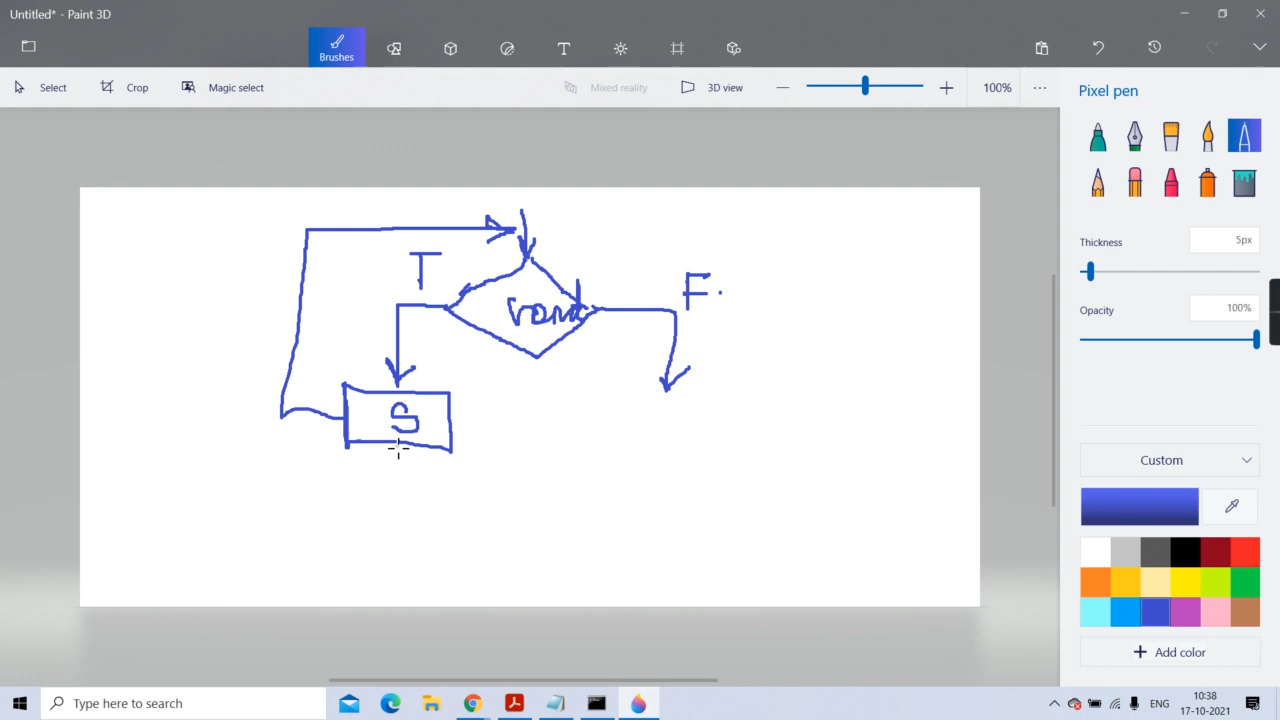 Untitled* - Paint 3D
Brushes
Select
Crop
Magic select
Mixed reality
3D view
100%
Pixel pen
Thickness
5px
Opacity
100%
Custom
Add color
T
F.
S
Type here to search
ENG
10:38
17-10-2021